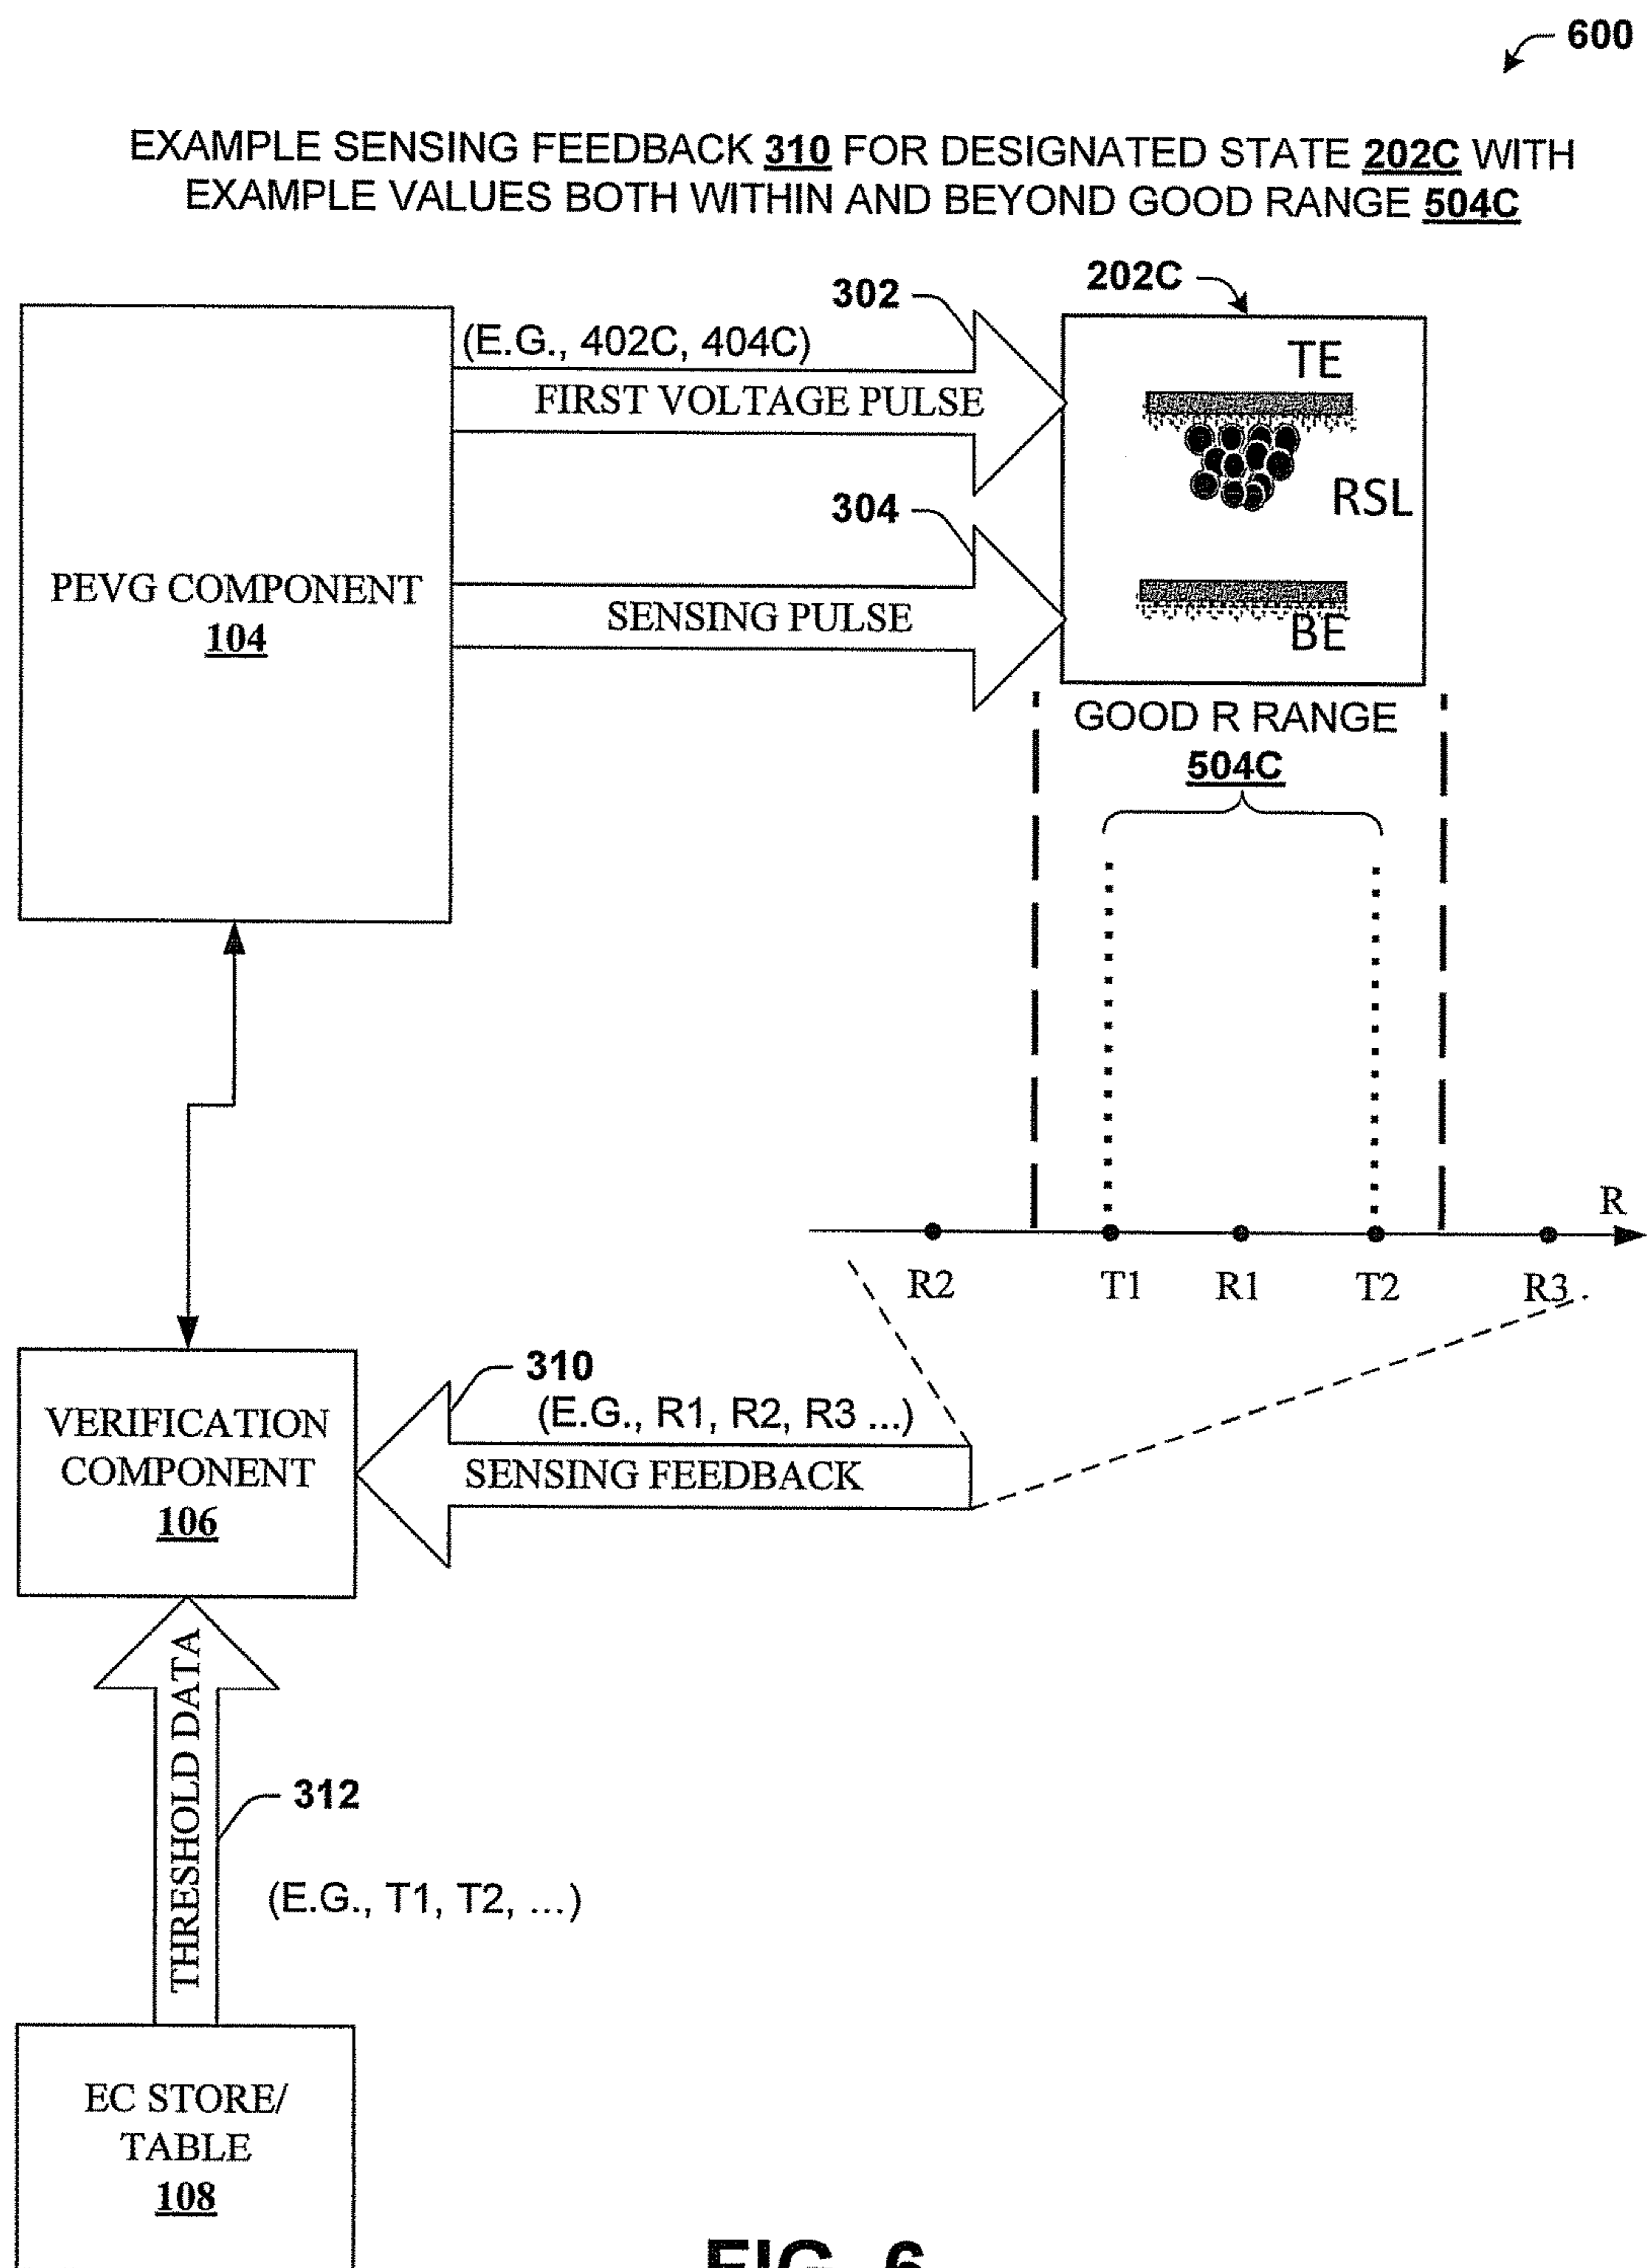 600
EXAMPLE SENSING FEEDBACK 310 FOR DESIGNATED STATE 202C WITH
EXAMPLE VALUES BOTH WITHIN AND BEYOND GOOD RANGE 504C
202C
302
(E.G., 402C, 404C)
FIRST VOLTAGE PULSE
TE
RSL
BE
304
SENSING PULSE
PEVG COMPONENT
104
GOOD R RANGE
504C
R
R2
T1
R1
T2
R3
310
(E.G., R1, R2, R3 ...)
SENSING FEEDBACK
VERIFICATION
COMPONENT
106
THRESHOLD DATA
312
(E.G., T1, T2, ...)
EC STORE/
TABLE
108
FIG. 6